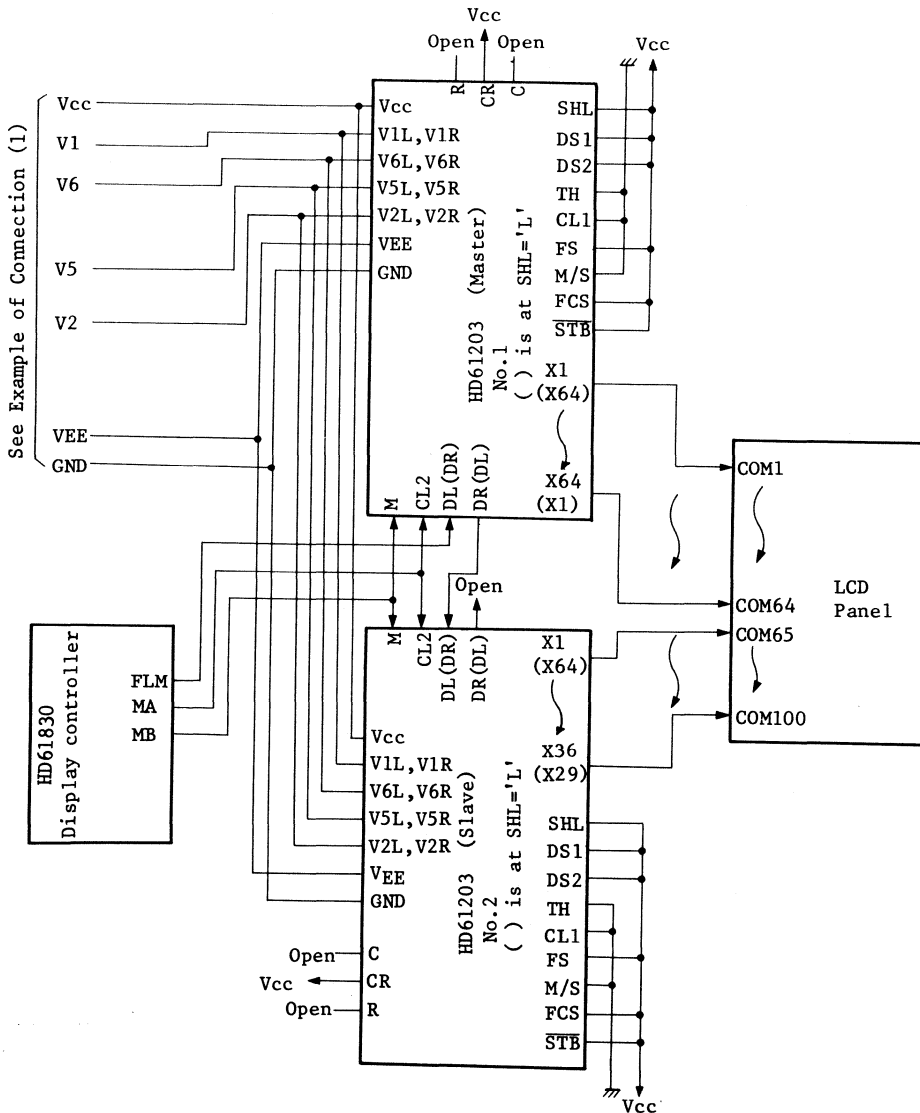 Vcc
Open
Open
Vcc
R
CR
C
See Example of Connection (1)
Vcc
V1
V6
V5
V2
VEE
GND
Vcc
V1L,V1R
V6L,V6R
V5L,V5R
V2L,V2R
VEE
GND
HD61203 (Master)
No.1
( ) is at SHL='L'
SHL
DS1
DS2
TH
CL1
FS
M/S
FCS
STB
X1
(X64)
X64
(X1)
M
CL2
DL(DR)
DR(DL)
Open
COM1
COM64
COM65
COM100
LCD
Panel
HD61830
Display controller
FLM
MA
MB
M
CL2
DL(DR)
DR(DL)
X1
(X64)
X36
(X29)
Vcc
V1L,V1R
V6L,V6R
V5L,V5R
V2L,V2R
VEE
GND
Open
C
Vcc
CR
Open
R
HD61203 (Slave)
No.2
( ) is at SHL='L'
SHL
DS1
DS2
TH
CL1
FS
M/S
FCS
STB
Vcc